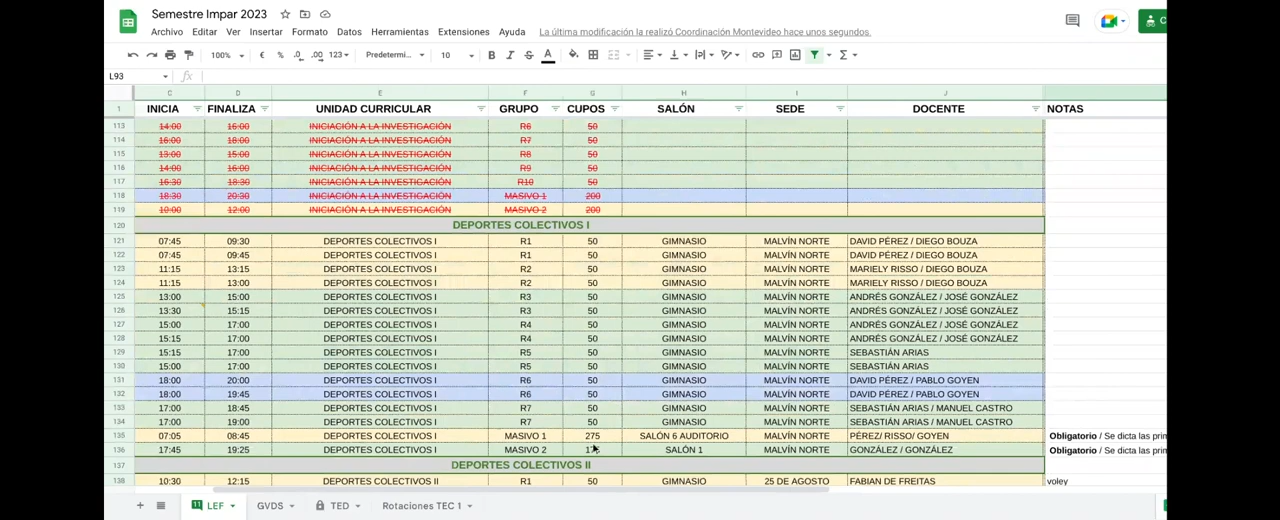 Semestre Impar 2023
Archivo Editar Ver Insertar Formato Datos Herramientas Extensiones Ayuda La última modificación la realizó Coordinación Montevideo hace unos segundos.
100% € % .0 .00 123 Predetermi... 10 B I S A
L93 fx
C D E F G H I J
1 INICIA FINALIZA UNIDAD CURRICULAR GRUPO CUPOS SALÓN SEDE DOCENTE NOTAS
113 14:00 16:00 INICIACIÓN A LA INVESTIGACIÓN R6 50
114 16:00 18:00 INICIACIÓN A LA INVESTIGACIÓN R7 50
115 13:00 15:00 INICIACIÓN A LA INVESTIGACIÓN R8 50
116 14:00 16:00 INICIACIÓN A LA INVESTIGACIÓN R9 50
117 16:30 18:30 INICIACIÓN A LA INVESTIGACIÓN R10 50
118 18:30 20:30 INICIACIÓN A LA INVESTIGACIÓN MASIVO 1 200
119 10:00 12:00 INICIACIÓN A LA INVESTIGACIÓN MASIVO 2 200
120 DEPORTES COLECTIVOS I
121 07:45 09:30 DEPORTES COLECTIVOS I R1 50 GIMNASIO MALVÍN NORTE DAVID PÉREZ / DIEGO BOUZA
122 07:45 09:45 DEPORTES COLECTIVOS I R1 50 GIMNASIO MALVÍN NORTE DAVID PÉREZ / DIEGO BOUZA
123 11:15 13:15 DEPORTES COLECTIVOS I R2 50 GIMNASIO MALVÍN NORTE MARIELY RISSO / DIEGO BOUZA
124 11:15 13:00 DEPORTES COLECTIVOS I R2 50 GIMNASIO MALVÍN NORTE MARIELY RISSO / DIEGO BOUZA
125 13:00 15:00 DEPORTES COLECTIVOS I R3 50 GIMNASIO MALVÍN NORTE ANDRÉS GONZÁLEZ / JOSÉ GONZÁLEZ
126 13:30 15:15 DEPORTES COLECTIVOS I R3 50 GIMNASIO MALVÍN NORTE ANDRÉS GONZÁLEZ / JOSÉ GONZÁLEZ
127 15:00 17:00 DEPORTES COLECTIVOS I R4 50 GIMNASIO MALVÍN NORTE ANDRÉS GONZÁLEZ / JOSÉ GONZÁLEZ
128 15:15 17:00 DEPORTES COLECTIVOS I R4 50 GIMNASIO MALVÍN NORTE ANDRÉS GONZÁLEZ / JOSÉ GONZÁLEZ
129 15:15 17:00 DEPORTES COLECTIVOS I R5 50 GIMNASIO MALVÍN NORTE SEBASTIÁN ARIAS
130 15:00 17:00 DEPORTES COLECTIVOS I R5 50 GIMNASIO MALVÍN NORTE SEBASTIÁN ARIAS
131 18:00 20:00 DEPORTES COLECTIVOS I R6 50 GIMNASIO MALVÍN NORTE DAVID PÉREZ / PABLO GOYEN
132 18:00 19:45 DEPORTES COLECTIVOS I R6 50 GIMNASIO MALVÍN NORTE DAVID PÉREZ / PABLO GOYEN
133 17:00 18:45 DEPORTES COLECTIVOS I R7 50 GIMNASIO MALVÍN NORTE SEBASTIÁN ARIAS / MANUEL CASTRO
134 17:00 19:00 DEPORTES COLECTIVOS I R7 50 GIMNASIO MALVÍN NORTE SEBASTIÁN ARIAS / MANUEL CASTRO
135 07:05 08:45 DEPORTES COLECTIVOS I MASIVO 1 275 SALÓN 6 AUDITORIO MALVÍN NORTE PÉREZ/ RISSO/ GOYEN Obligatorio / Se dicta las prim
136 17:45 19:25 DEPORTES COLECTIVOS I MASIVO 2 SALÓN 1 MALVÍN NORTE GONZÁLEZ / GONZÁLEZ Obligatorio / Se dicta las prim
137 DEPORTES COLECTIVOS II
138 10:30 12:15 DEPORTES COLECTIVOS II R1 50 GIMNASIO 25 DE AGOSTO FABIAN DE FREITAS voley
LEF GVDS TED Rotaciones TEC 1